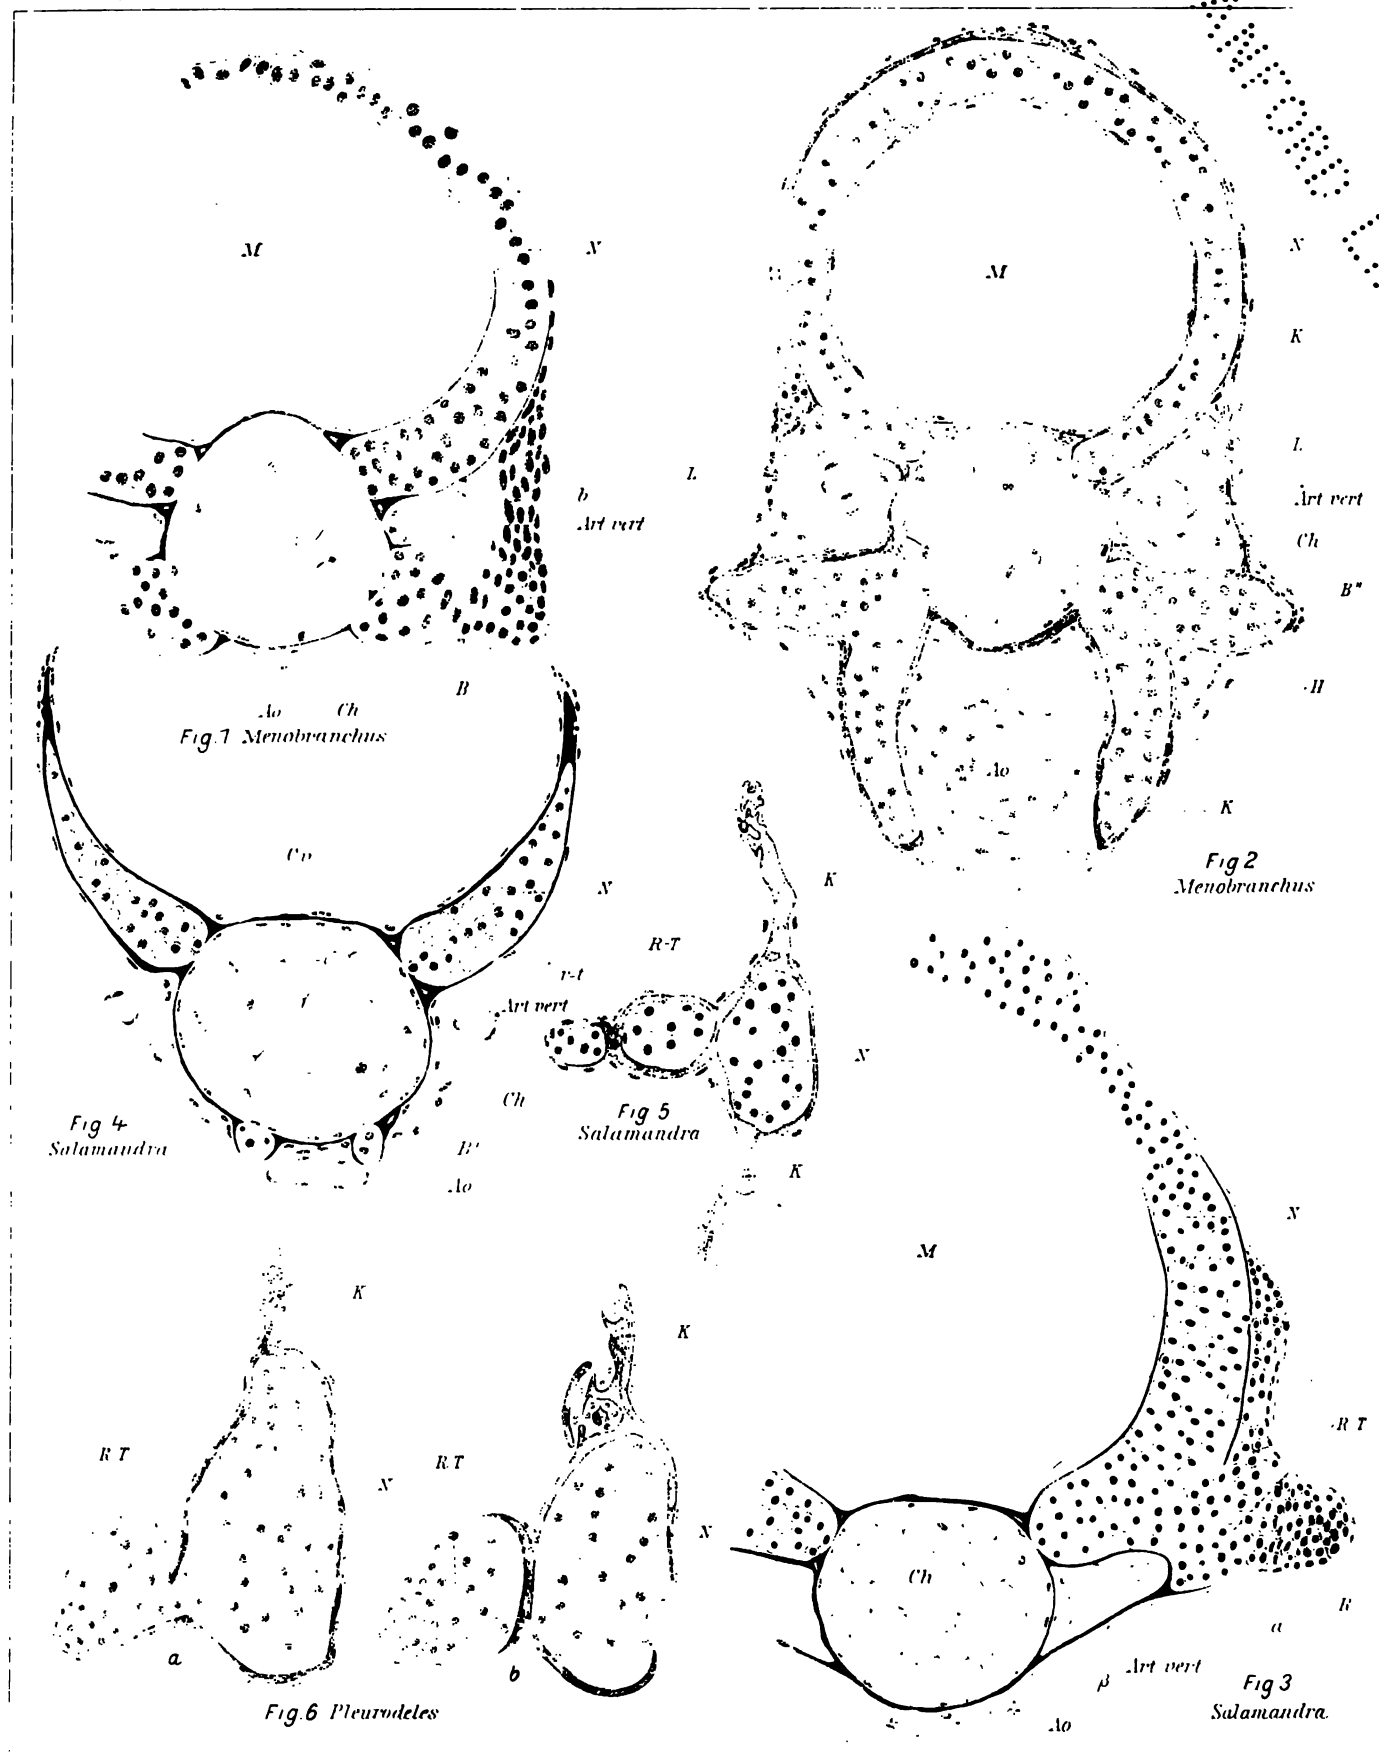 M
N
b
Art vert
B
Ao Ch
Fig.1 Menobranchus
M
N
K
L
L
Art vert
Ch
B"
H
Ao
K
Fig 2
Menobranchus
N
Art vert
Ch
Fig 4
Salamandra
B'
Ao
K
R-T
r-t
N
Fig 5
Salamandra
K
M
N
R T
Ch
R
a
Art vert
β
Ao
Fig 3
Salamandra
K
R T
N
a
K
R T
N
b
Fig.6 Pleurodeles